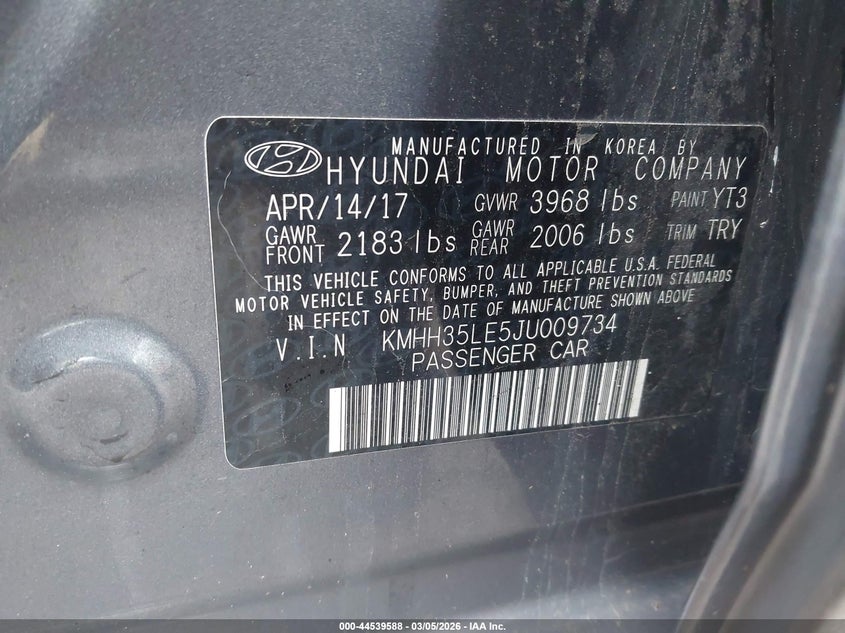 MANUFACTURED IN KOREA BY
HYUNDAI MOTOR COMPANY
APR/14/17 GVWR 3968 lbs PAINT YT3
GAWR FRONT 2183 lbs GAWR REAR 2006 lbs TRIM TRY
THIS VEHICLE CONFORMS TO ALL APPLICABLE U.S.A. FEDERAL
MOTOR VEHICLE SAFETY, BUMPER, AND THEFT PREVENTION STANDARDS
IN EFFECT ON THE DATE OF MANUFACTURE SHOWN ABOVE
V.I.N KMHH35LE5JU009734
PASSENGER CAR
000-44539588 - 03/05/2026 - IAA Inc.